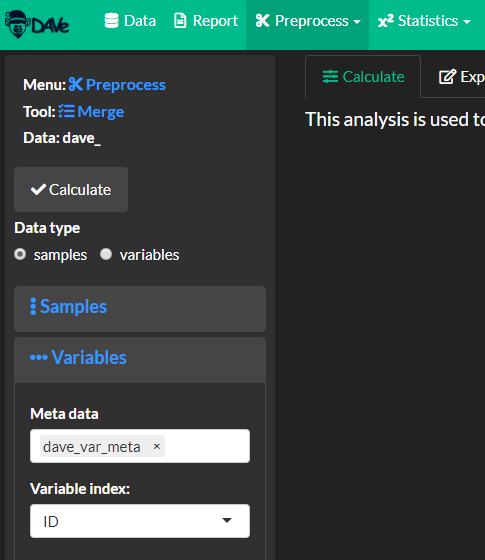 DAVe Data Report Preprocess x² Statistics
Menu: Preprocess
Tool: Merge
Data: dave_
Calculate
Data type
samples variables
Samples
Variables
Meta data
dave_var_meta ×
Variable index:
ID
Calculate Exp
This analysis is used to